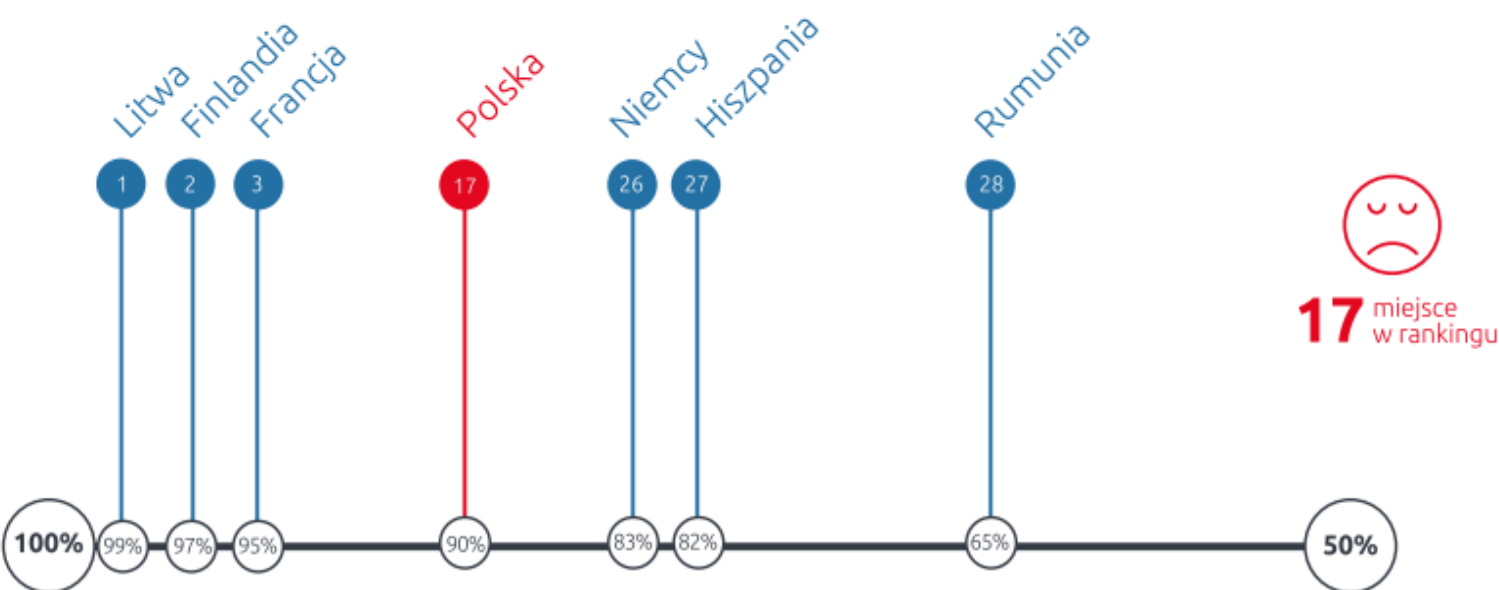 Litwa
Finlandia
Francja
Polska
Niemcy
Hiszpania
Rumunia
1
2
3
17
26
27
28
17 miejsce
w rankingu
100%
99%
97%
95%
90%
83%
82%
65%
50%